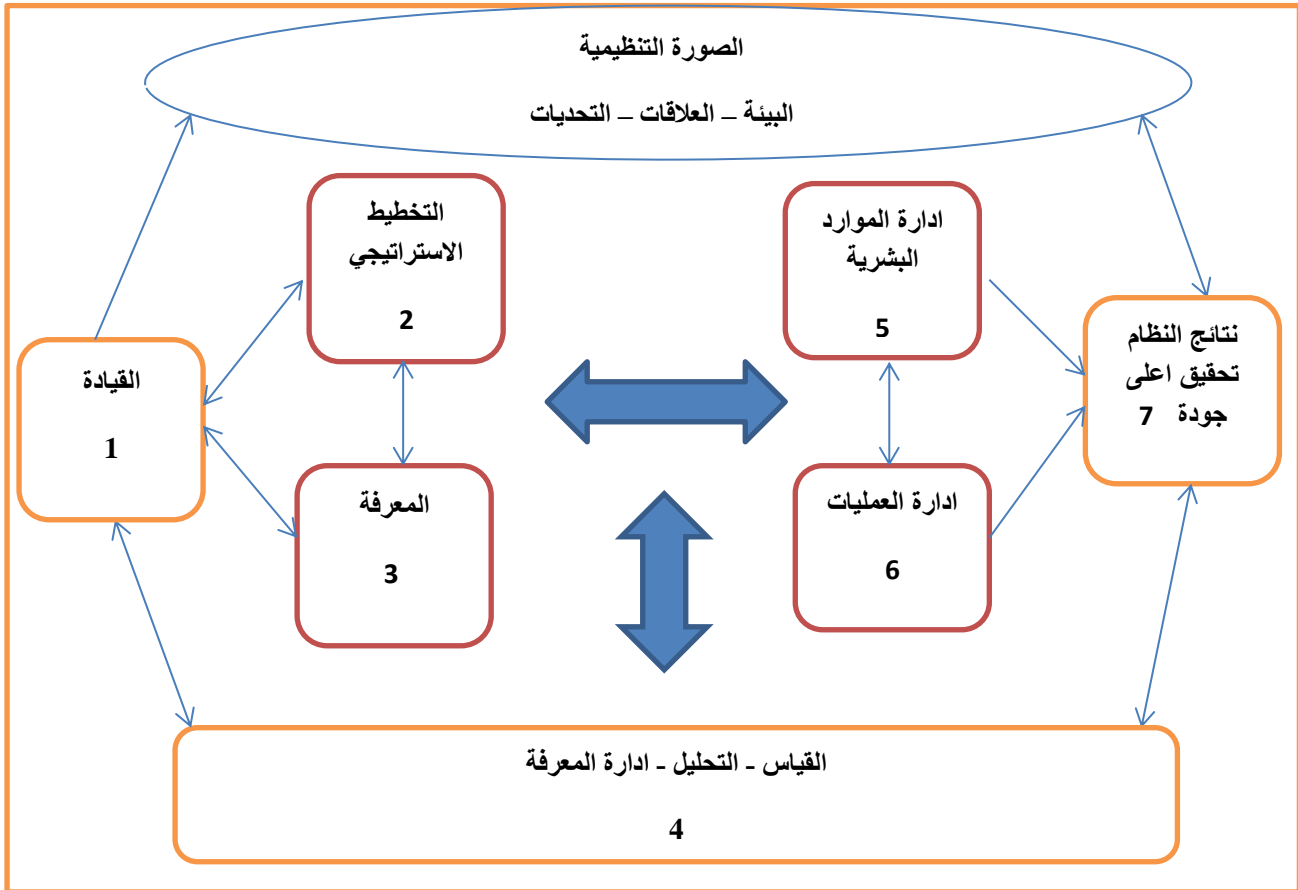 الصورة التنظيمية
البيئة – العلاقات – التحديات
التخطيط
الاستراتيجي
2
ادارة الموارد
البشرية
5
القيادة
1
نتائج النظام
تحقيق اعلى
جودة 7
المعرفة
3
ادارة العمليات
6
القياس - التحليل - ادارة المعرفة
4